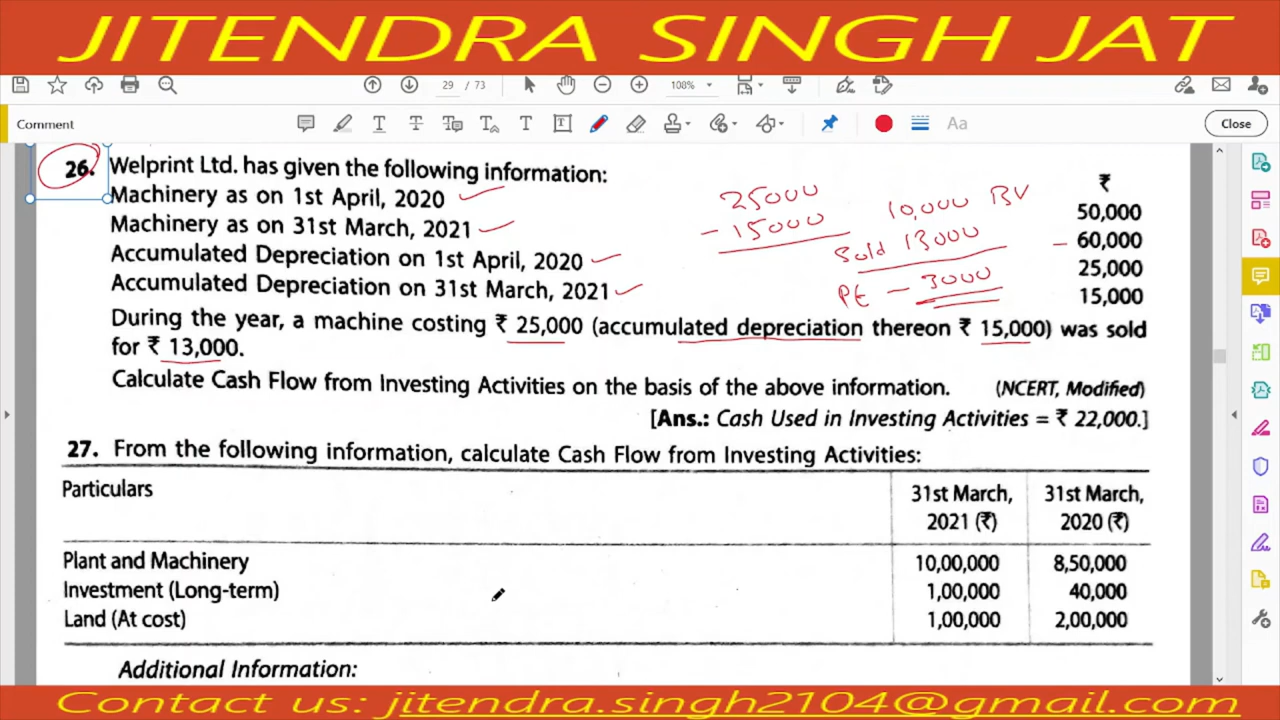 JITENDRA SINGH JAT
29 / 73
108%
Comment
Close
26. Welprint Ltd. has given the following information:
₹
Machinery as on 1st April, 2020 50,000
Machinery as on 31st March, 2021 60,000
Accumulated Depreciation on 1st April, 2020 25,000
Accumulated Depreciation on 31st March, 2021 15,000
25000
- 15000
10,000 BV
Sold 13000
- 3000
During the year, a machine costing ₹ 25,000 (accumulated depreciation thereon ₹ 15,000) was sold
for ₹ 13,000.
Calculate Cash Flow from Investing Activities on the basis of the above information. (NCERT, Modified)
[Ans.: Cash Used in Investing Activities = ₹ 22,000.]
27. From the following information, calculate Cash Flow from Investing Activities:
Particulars 31st March, 2021 (₹) 31st March, 2020 (₹)
Plant and Machinery 10,00,000 8,50,000
Investment (Long-term) 1,00,000 40,000
Land (At cost) 1,00,000 2,00,000
Additional Information:
Contact us: jitendra.singh2104@gmail.com